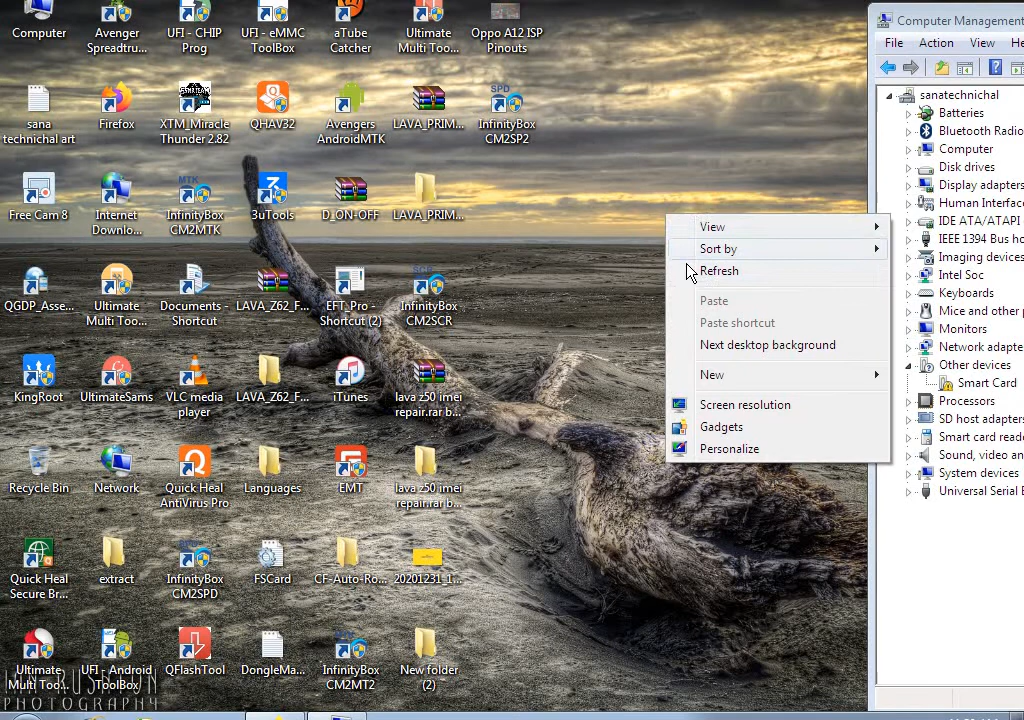 Computer
Avenger
Spreadtru...
UFI - CHIP
Prog
UFI - eMMC
ToolBox
aTube
Catcher
Ultimate
Multi Too...
Oppo A12 ISP
Pinouts
sana
technichal art
Firefox
XTM_Miracle
Thunder 2.82
QHAV32
Avengers
AndroidMTK
LAVA_PRIM...
SPD
InfinityBox
CM2SP2
Free Cam 8
Internet
Downlo...
MTK
InfinityBox
CM2MTK
3uTools
D_ON-OFF
LAVA_PRIM...
QGDP_Asse...
Ultimate
Multi Too...
Documents -
Shortcut
LAVA_Z62_F...
EFT_Pro -
Shortcut (2)
SCR
InfinityBox
CM2SCR
KingRoot
UltimateSams
VLC media
player
LAVA_Z62_F...
iTunes
lava z50 imei
repair.rar b...
Recycle Bin
Network
Quick Heal
AntiVirus Pro
Languages
EMT
lava z50 imei
repair.rar b...
Quick Heal
Secure Br...
extract
InfinityBox
CM2SPD
FSCard
CF-Auto-Ro...
20201231_1...
Ultimate
Multi Too...
UFI - Android
ToolBox
QFlashTool
DongleMa...
InfinityBox
CM2MT2
New folder
(2)
PHOTOGRAPHY
View
Sort by
Refresh
Paste
Paste shortcut
Next desktop background
New
Screen resolution
Gadgets
Personalize
Computer Management
File Action View He
sanatechnichal
Batteries
Bluetooth Radio
Computer
Disk drives
Display adapters
Human Interfac
IDE ATA/ATAPI
IEEE 1394 Bus ho
Imaging devices
Intel Soc
Keyboards
Mice and other p
Monitors
Network adapte
Other devices
Smart Card
Processors
SD host adapters
Smart card reade
Sound, video an
System devices
Universal Serial B